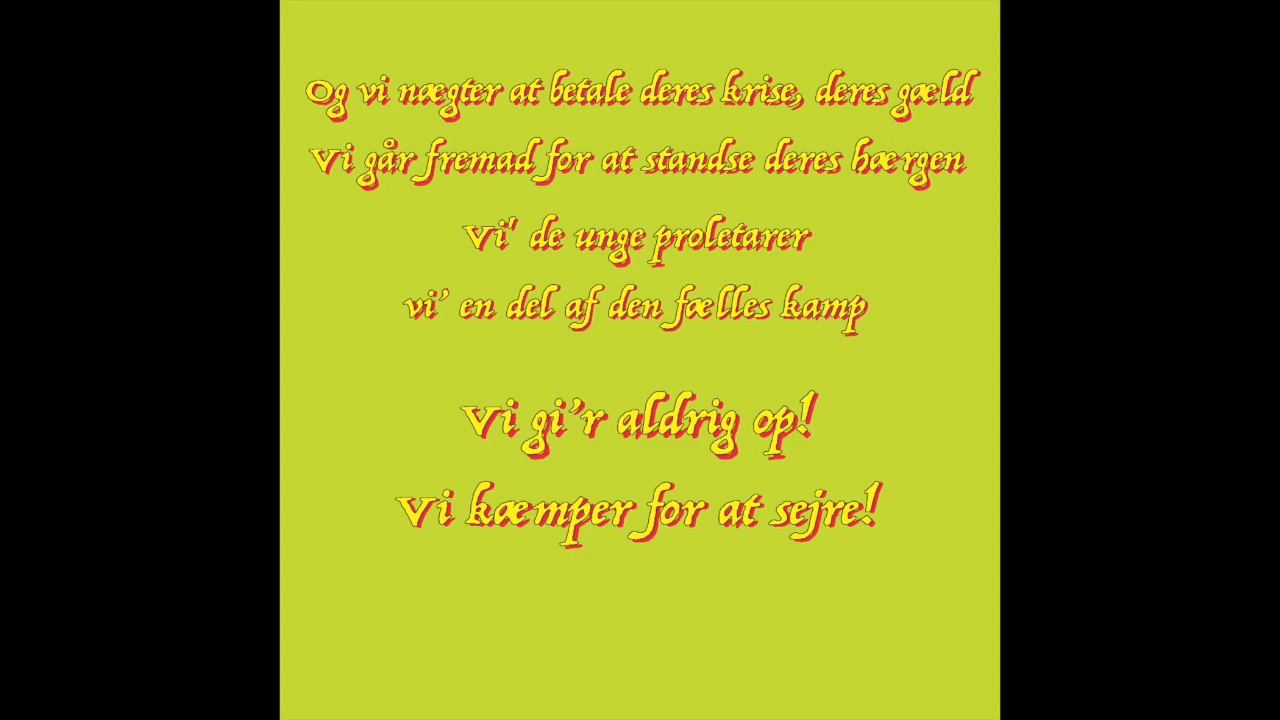 Og vi nægter at betale deres krise, deres gæld
Vi går fremad for at standse deres hærgen
Vi' de unge proletarer
vi’ en del af den fælles kamp
Vi gi’r aldrig op!
Vi kæmper for at sejre!